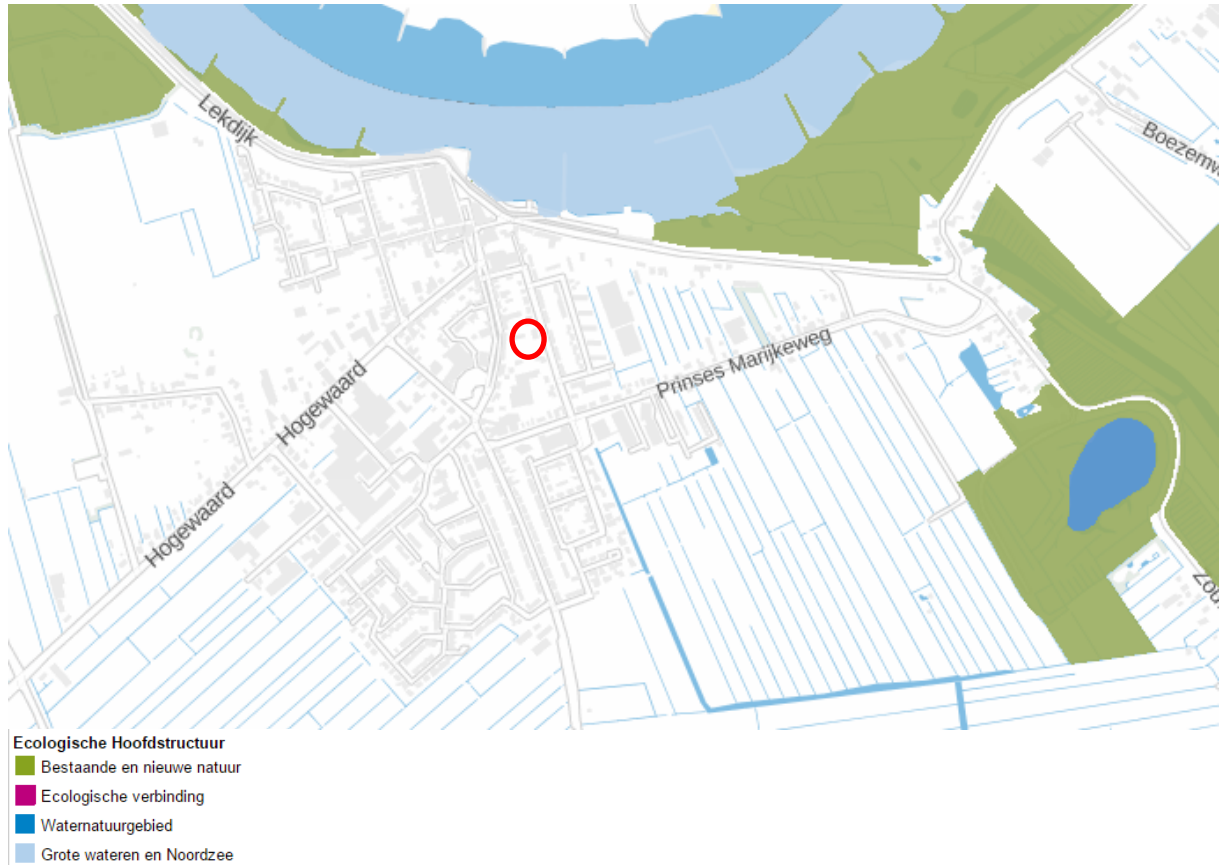 Lekdijk
Boezemw
Prinses Marijkeweg
Hogewaard
Hogewaard
Zou
Ecologische Hoofdstructuur
Bestaande en nieuwe natuur
Ecologische verbinding
Waternatuurgebied
Grote wateren en Noordzee